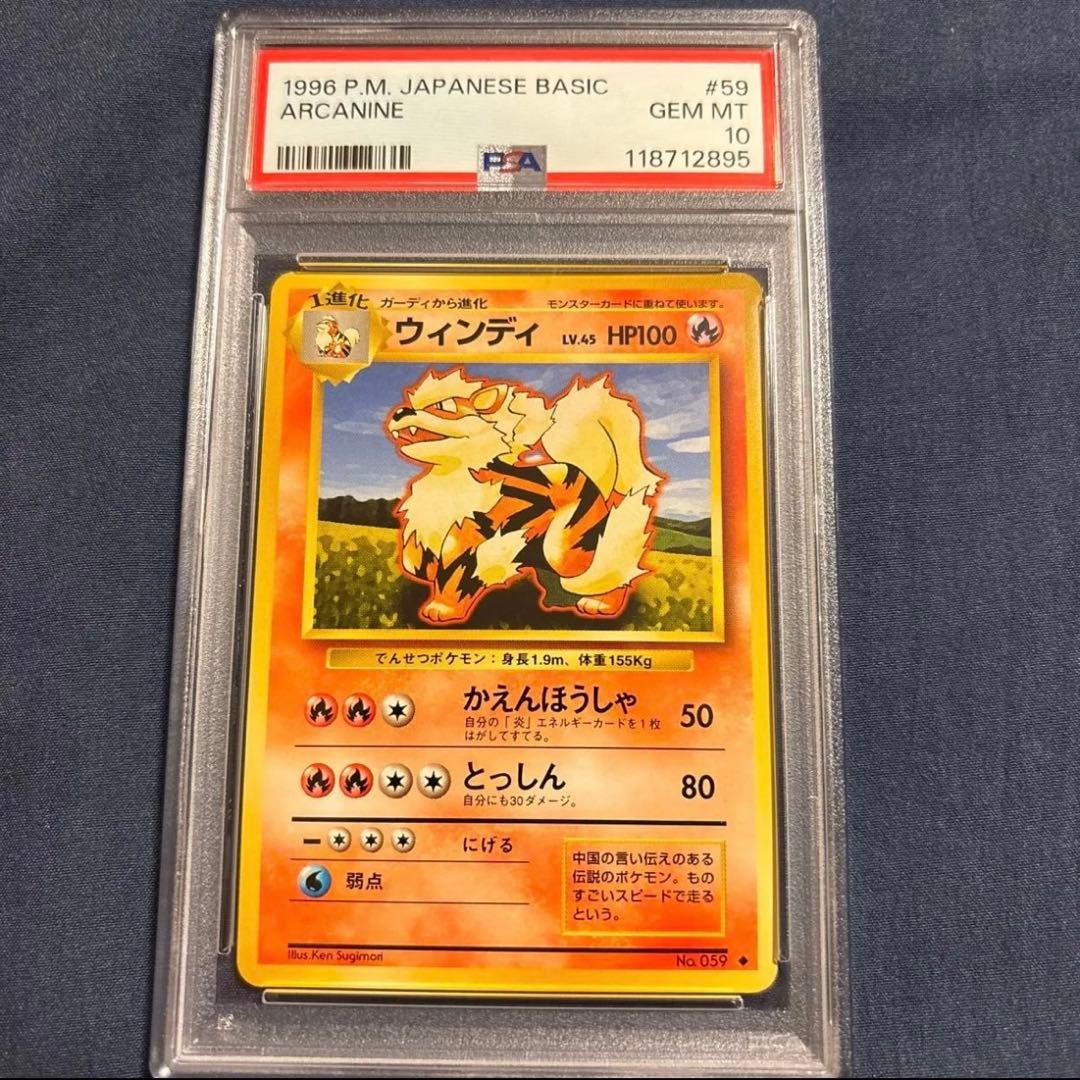 1996 P.M. JAPANESE BASIC #59
ARCANINE GEM MT
10
PSA 118712895
1進化 ガーディから進化 モンスターカードに重ねて使います。
ウィンディ LV.45 HP100
でんせつポケモン：身長1.9m、体重155Kg
かえんほうしゃ 50
自分の「炎」エネルギーカードを1枚
はがしてすてる。
とっしん 80
自分にも30ダメージ。
にげる
弱点
中国の言い伝えのある
伝説のポケモン。もの
すごいスピードで走る
という。
Illus.Ken Sugimori No. 059